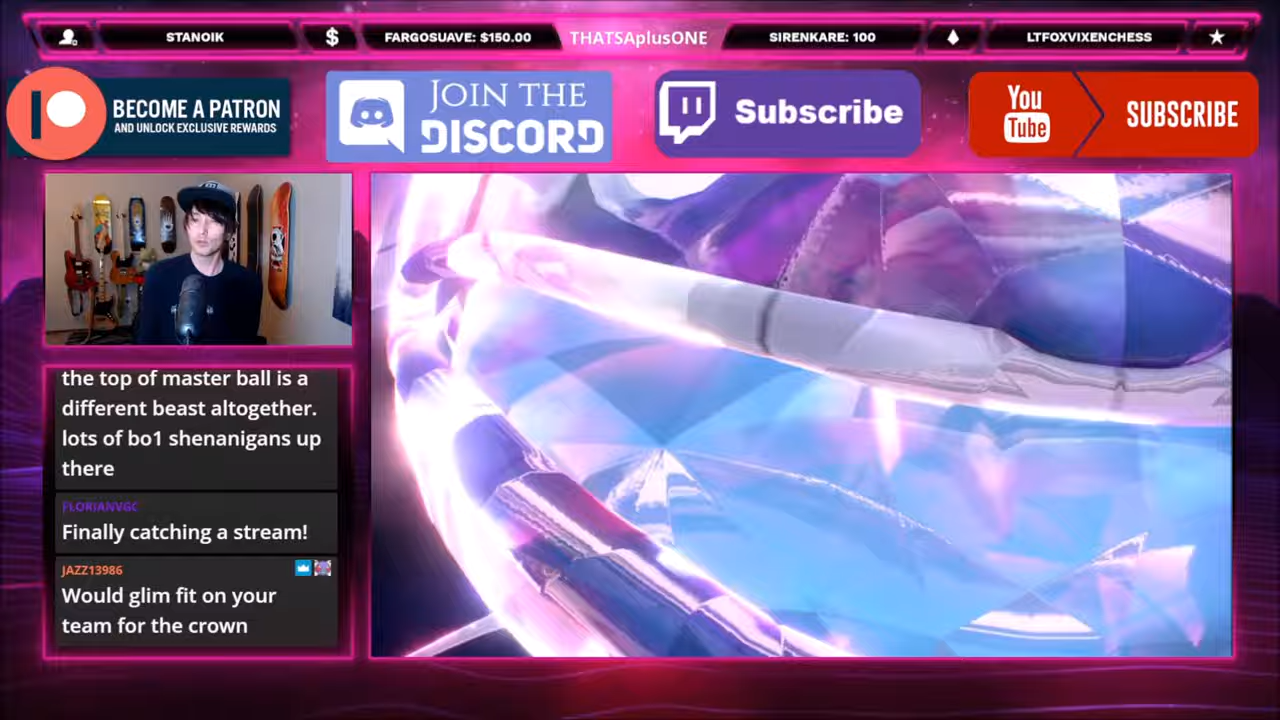 STANOIK
$
FARGOSUAVE: $150.00
THATSAplusONE
SIRENKARE: 100
LTFOXVIXENCHESS
BECOME A PATRON
AND UNLOCK EXCLUSIVE REWARDS
JOIN THE
DISCORD
Subscribe
You
Tube
SUBSCRIBE
the top of master ball is a
different beast altogether.
lots of bo1 shenanigans up
there
FLORIANVGC
Finally catching a stream!
JAZZ13986
Would glim fit on your
team for the crown